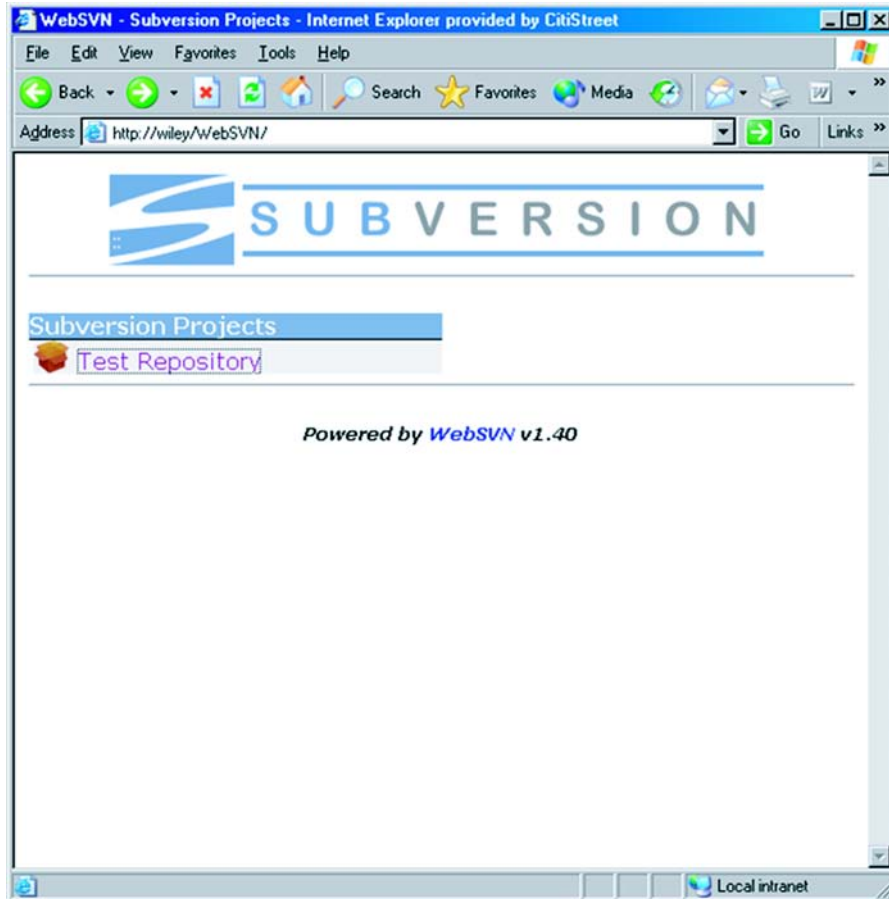 WebSVN - Subversion Projects - Internet Explorer provided by CitiStreet
File Edit View Favorites Tools Help
Back Search Favorites Media W »
Address http://wiley/WebSVN/ Go Links »
SUBVERSION
Subversion Projects
Test Repository
Powered by WebSVN v1.40
Local intranet